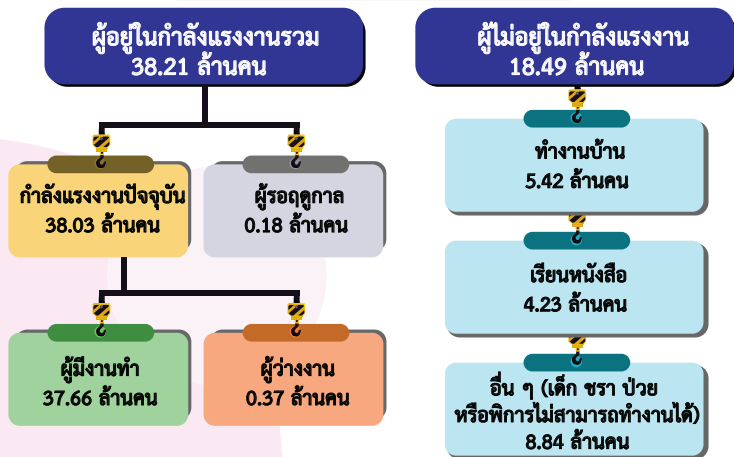 ผู้อยู่ในกำลังแรงงานรวม
38.21 ล้านคน
กำลังแรงงานปัจจุบัน
38.03 ล้านคน
ผู้รอฤดูกาล
0.18 ล้านคน
ผู้มีงานทำ
37.66 ล้านคน
ผู้ว่างงาน
0.37 ล้านคน
ผู้ไม่อยู่ในกำลังแรงงาน
18.49 ล้านคน
ทำงานบ้าน
5.42 ล้านคน
เรียนหนังสือ
4.23 ล้านคน
อื่น ๆ (เด็ก ชรา ป่วย
หรือพิการไม่สามารถทำงานได้)
8.84 ล้านคน